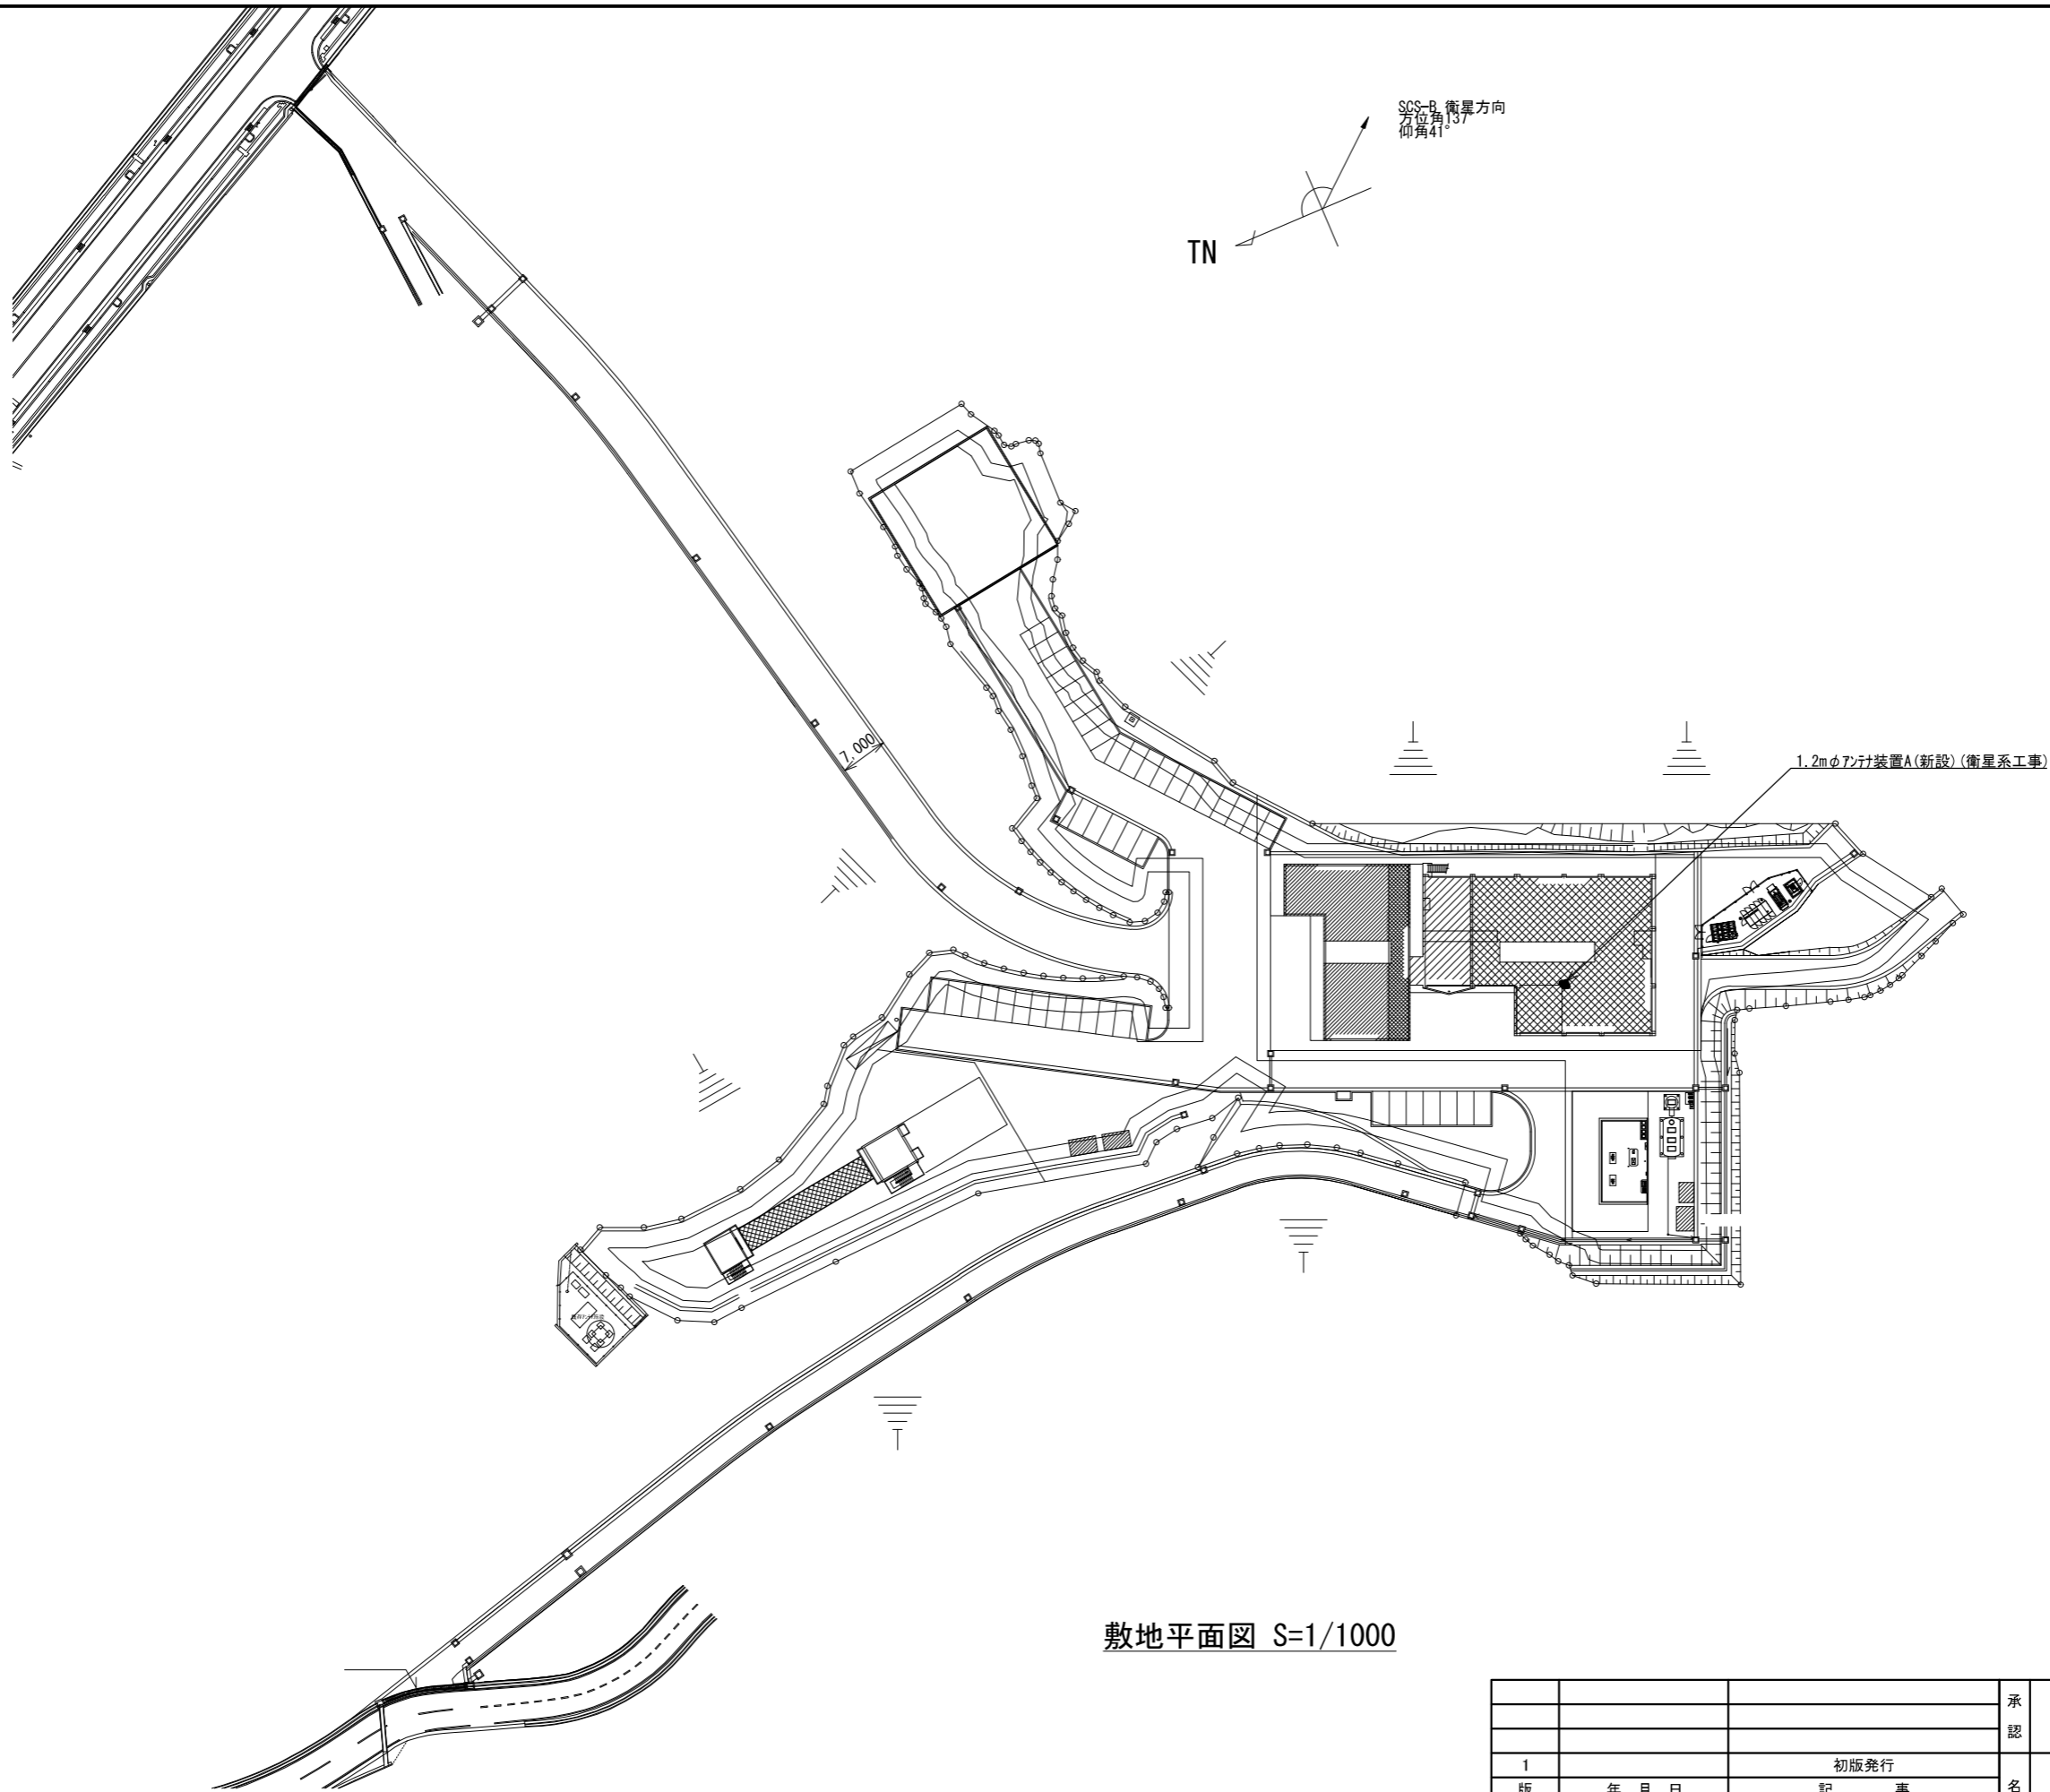 SCS-B 衛星方向
方位角137°
仰角41°
TN
7,000
1.2mφアンテナ装置A(新設)(衛星系工事)
敷地平面図 S=1/1000
承
認
1 初版発行
版 年 月 日 記 事 名